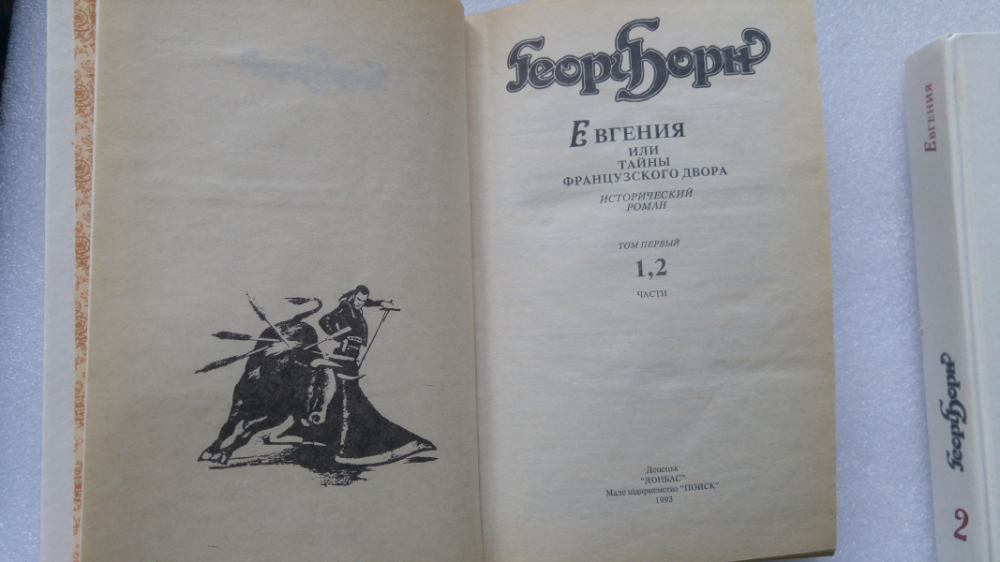 Георг Борн
ЕВГЕНИЯ
ИЛИ
ТАЙНЫ
ФРАНЦУЗСКОГО ДВОРА
ИСТОРИЧЕСКИЙ
РОМАН
ТОМ ПЕРВЫЙ
1,2
ЧАСТИ
Донецьк
"ДОНБАС"
Мале підприємство "ПОИСК"
1993
Евгения
Георг Борн
2